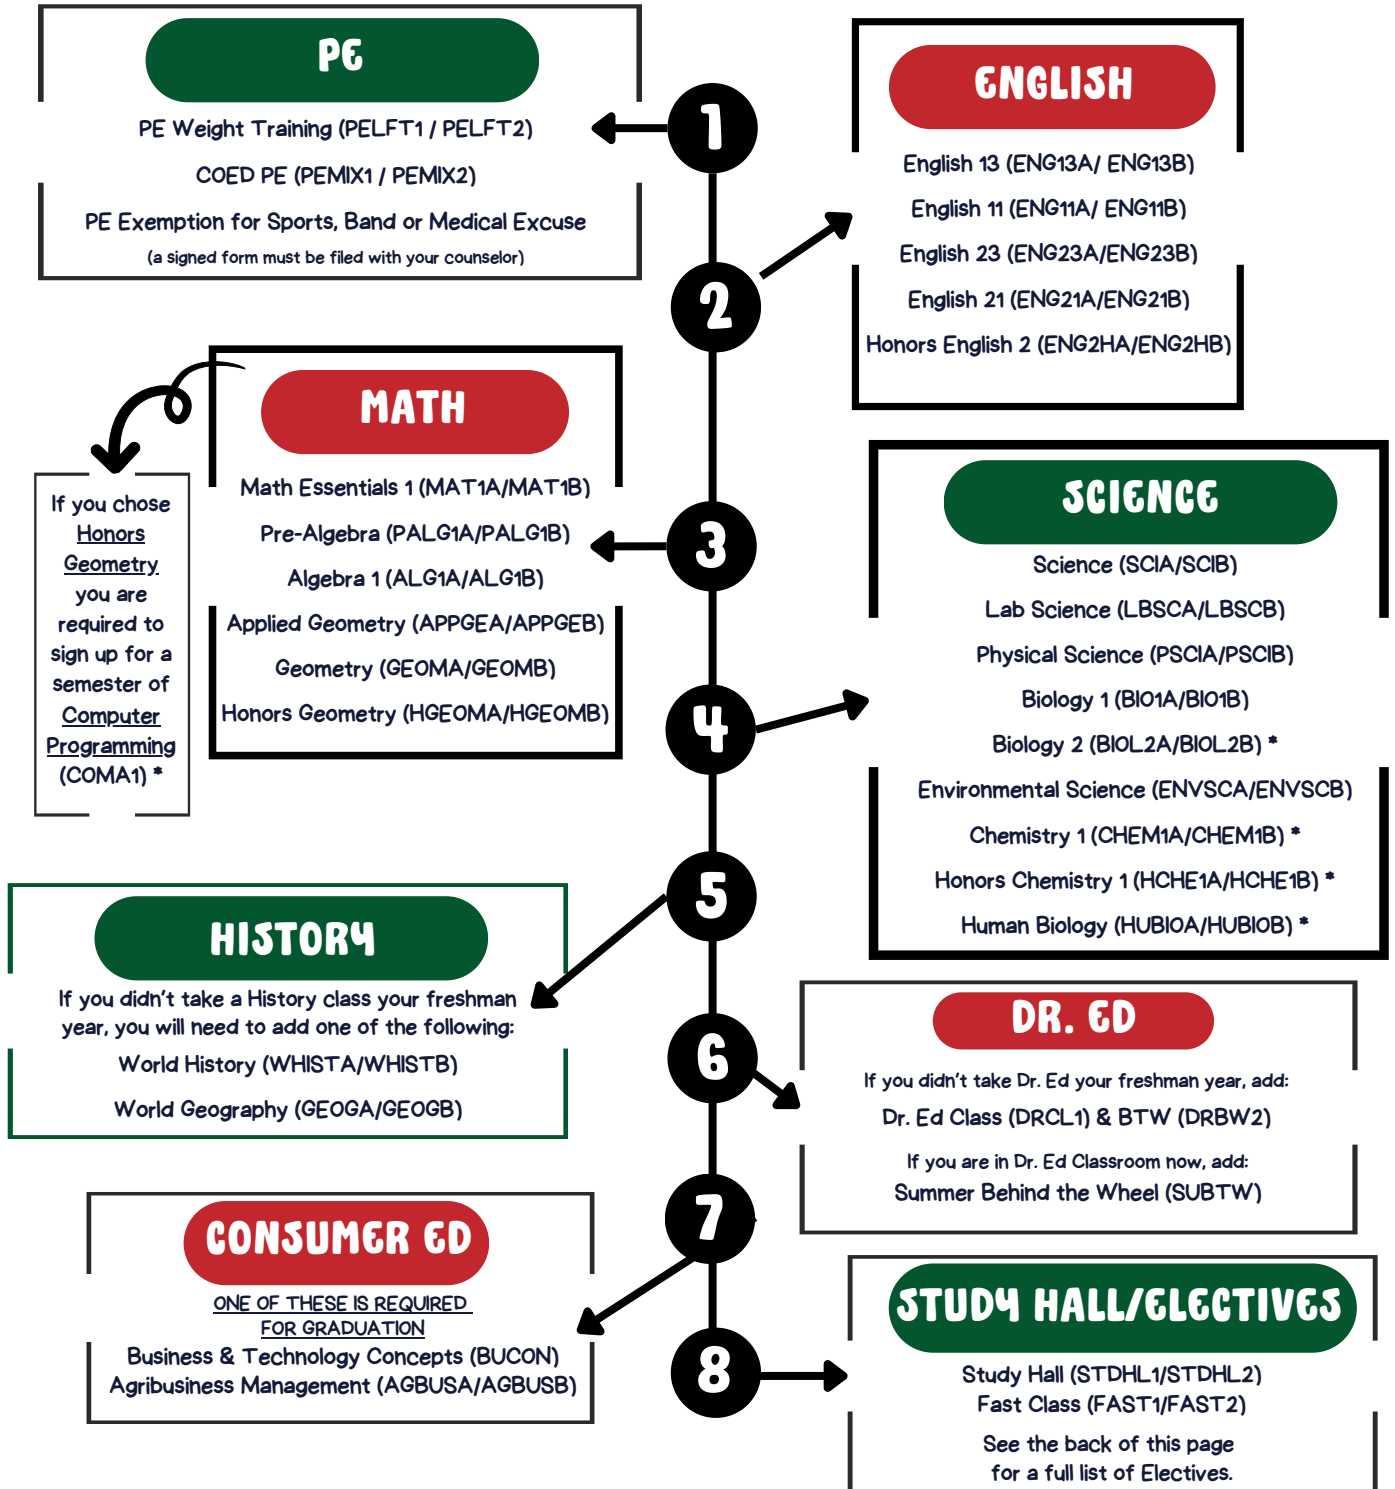 1
PE
PE Weight Training (PELFT1 / PELFT2)
COED PE (PEMIX1 / PEMIX2)
PE Exemption for Sports, Band or Medical Excuse
(a signed form must be filed with your counselor)
2
ENGLISH
English 13 (ENG13A/ ENG13B)
English 11 (ENG11A/ ENG11B)
English 23 (ENG23A/ENG23B)
English 21 (ENG21A/ENG21B)
Honors English 2 (ENG2HA/ENG2HB)
3
MATH
Math Essentials 1 (MAT1A/MAT1B)
Pre-Algebra (PALG1A/PALG1B)
Algebra 1 (ALG1A/ALG1B)
Applied Geometry (APPGEA/APPGEB)
Geometry (GEOMA/GEOMB)
Honors Geometry (HGEOMA/HGEOMB)
If you chose
Honors
Geometry
you are
required to
sign up for a
semester of
Computer
Programming
(COMA1) *
4
SCIENCE
Science (SCIA/SCIB)
Lab Science (LBSCA/LBSCB)
Physical Science (PSCIA/PSCIB)
Biology 1 (BIO1A/BIO1B)
Biology 2 (BIOL2A/BIOL2B) *
Environmental Science (ENVSCA/ENVSCB)
Chemistry 1 (CHEM1A/CHEM1B) *
Honors Chemistry 1 (HCHE1A/HCHE1B) *
Human Biology (HUBIOA/HUBIOB) *
5
HISTORY
If you didn't take a History class your freshman
year, you will need to add one of the following:
World History (WHISTA/WHISTB)
World Geography (GEOGA/GEOGB)
6
DR. ED
If you didn't take Dr. Ed your freshman year, add:
Dr. Ed Class (DRCL1) & BTW (DRBW2)
If you are in Dr. Ed Classroom now, add:
Summer Behind the Wheel (SUBTW)
7
CONSUMER ED
ONE OF THESE IS REQUIRED
FOR GRADUATION
Business & Technology Concepts (BUCON)
Agribusiness Management (AGBUSA/AGBUSB)
8
STUDY HALL/ELECTIVES
Study Hall (STDHL1/STDHL2)
Fast Class (FAST1/FAST2)
See the back of this page
for a full list of Electives.